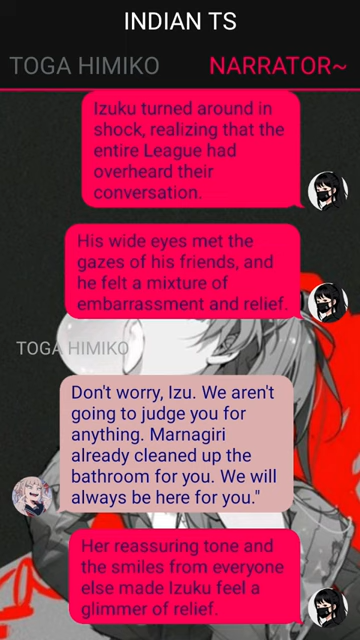 INDIAN TS
TOGA HIMIKO NARRATOR~
Izuku turned around in
shock, realizing that the
entire League had
overheard their
conversation.
His wide eyes met the
gazes of his friends, and
he felt a mixture of
embarrassment and relief.
TOGA HIMIKO
Don't worry, Izu. We aren't
going to judge you for
anything. Marnagiri
already cleaned up the
bathroom for you. We will
always be here for you."
Her reassuring tone and
the smiles from everyone
else made Izuku feel a
glimmer of relief.